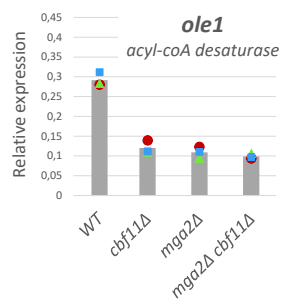 ole1
acyl-coA desaturase
Relative expression
0,45
0,4
0,35
0,3
0,25
0,2
0,15
0,1
0,05
0
WT
cbf11Δ
mga2Δ
mga2Δ cbf11Δ